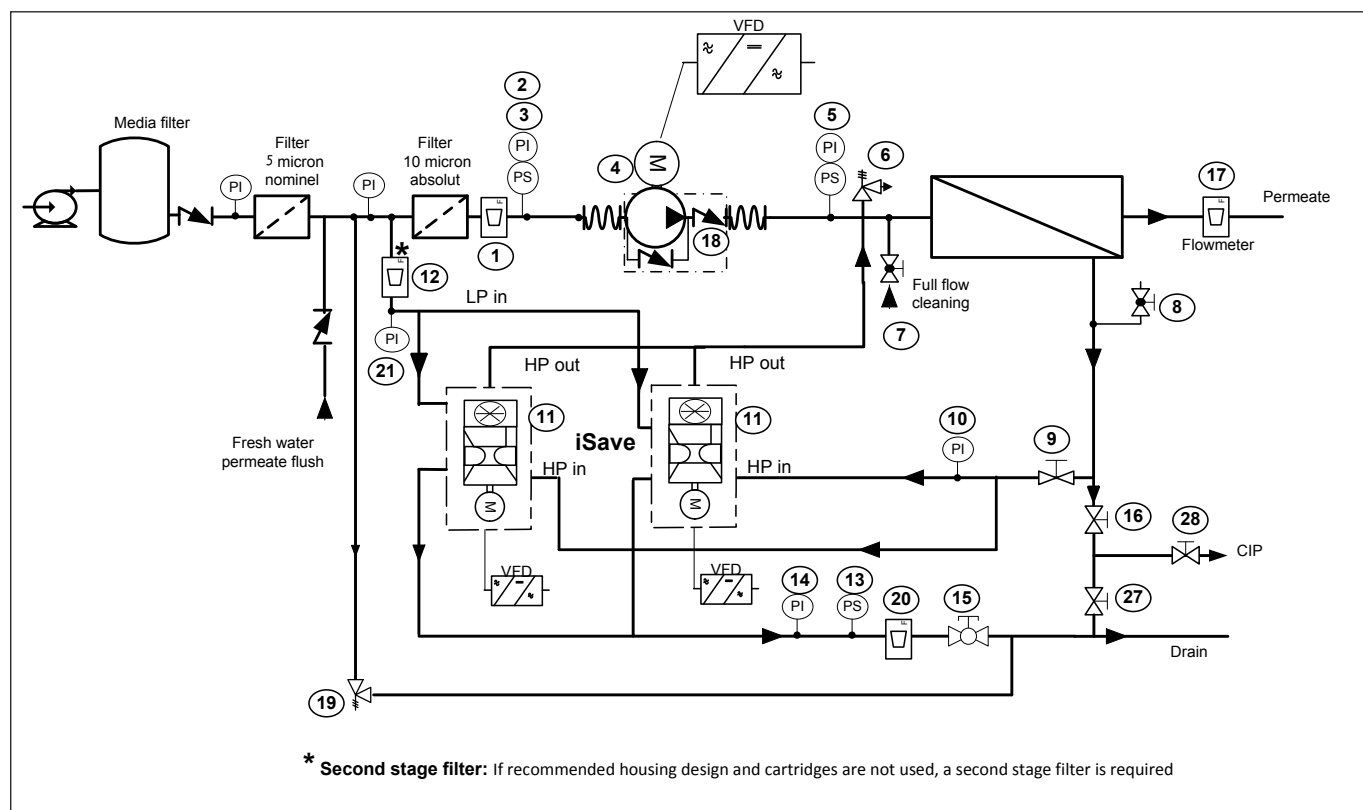 VFD
2
3
5
Media filter
Filter
5 micron
nominel
Filter
10 micron
absolut
PI
PS
4
M
PI
PS
6
17
Permeate
PI
PI
F
F
1
18
Flowmeter
*
F
12
LP in
Full flow
cleaning
8
7
PI
21
HP out
HP out
11
iSave
11
10
9
Fresh water
permeate flush
HP in
HP in
PI
M
M
16
28
CIP
VFD
VFD
14
13
20
15
27
PI
PS
F
Drain
19
* Second stage filter: If recommended housing design and cartridges are not used, a second stage filter is required